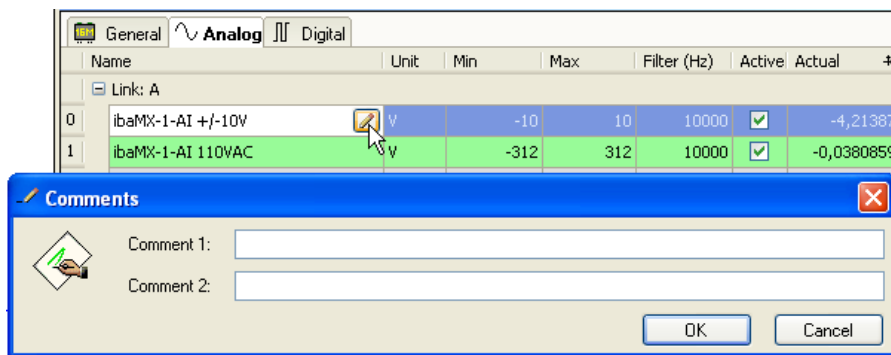 General Analog Digital
Name Unit Min Max Filter (Hz) Active Actual
Link: A
0 ibaMX-1-AI +/-10V V -10 10 10000 -4,21387
1 ibaMX-1-AI 110VAC V -312 312 10000 -0,0380859
Comments
Comment 1:
Comment 2:
OK Cancel